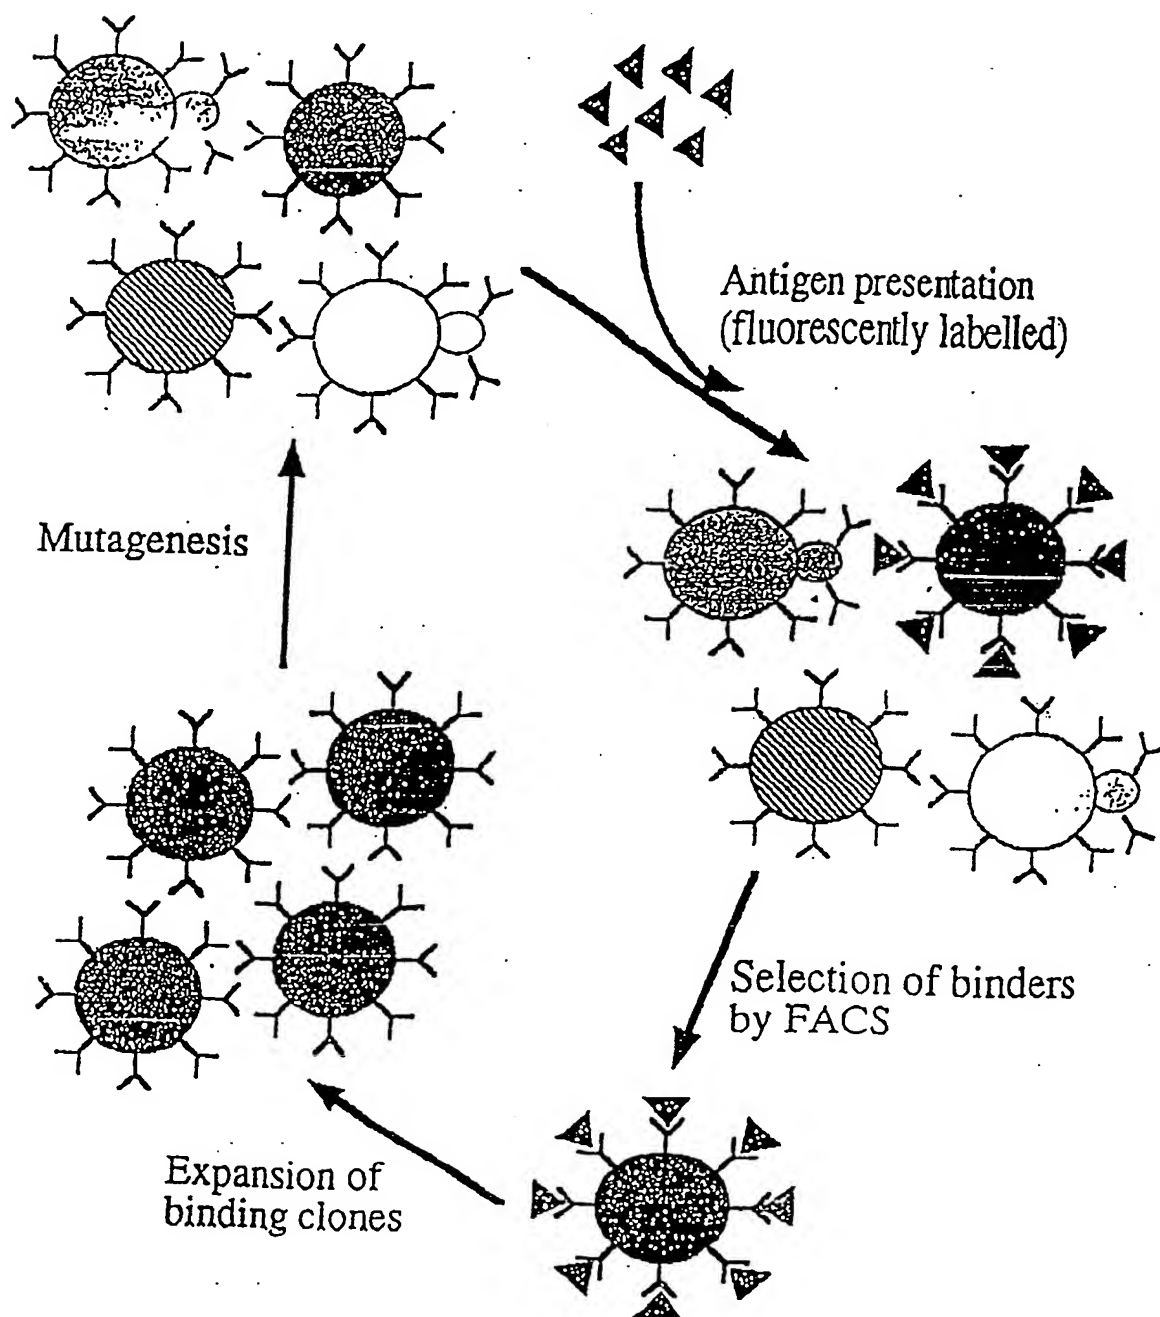 Antigen presentation
(fluorescently labelled)
Mutagenesis
Selection of binders
by FACS
Expansion of
binding clones